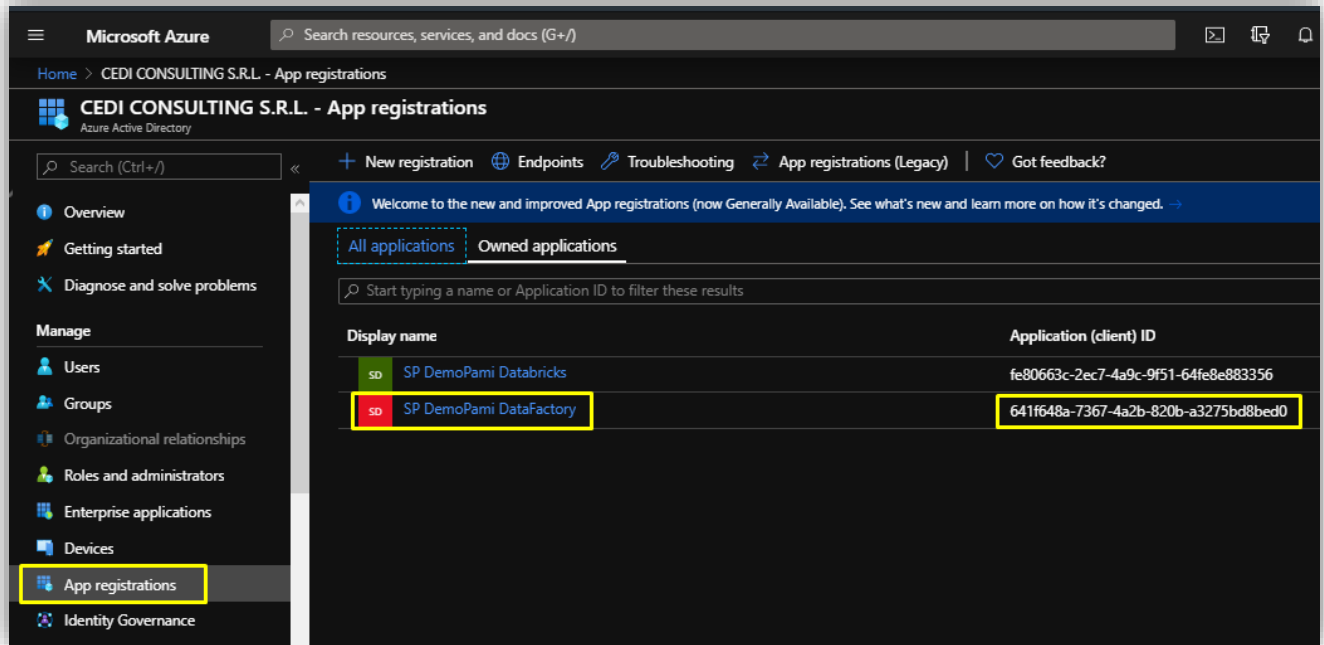 Microsoft Azure
Search resources, services, and docs (G+/)
Home > CEDI CONSULTING S.R.L. - App registrations
CEDI CONSULTING S.R.L. - App registrations
Azure Active Directory
Search (Ctrl+/)
«
New registration
Endpoints
Troubleshooting
App registrations (Legacy)
Got feedback?
Welcome to the new and improved App registrations (now Generally Available). See what's new and learn more on how it's changed. →
Overview
Getting started
Diagnose and solve problems
Manage
Users
Groups
Organizational relationships
Roles and administrators
Enterprise applications
Devices
App registrations
Identity Governance
All applications
Owned applications
Start typing a name or Application ID to filter these results
Display name
Application (client) ID
SD SP DemoPami Databricks
fe80663c-2ec7-4a9c-9f51-64fe8e883356
SD SP DemoPami DataFactory
641f648a-7367-4a2b-820b-a3275bd8bed0